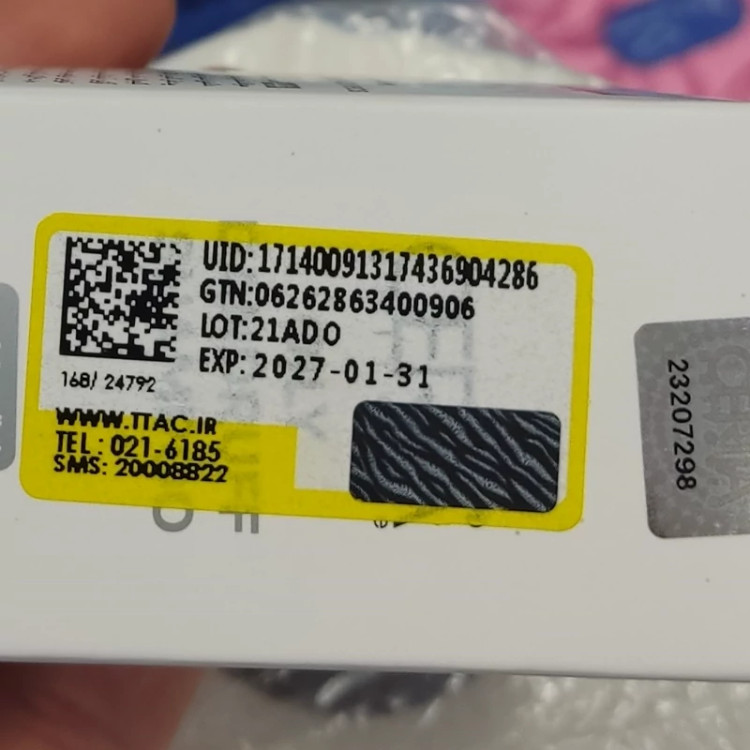 UID:17140091317436904286
GTN:06262863400906
LOT:21ADO
EXP:2027-01-31
168/ 24792
WWW.TTAC.IR
TEL: 021-6185
SMS: 20008822
23207298